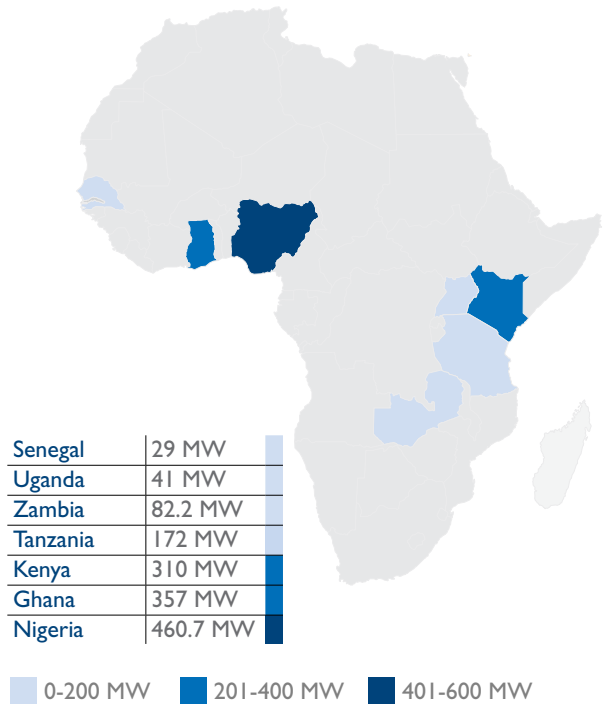 Senegal 29 MW
Uganda 41 MW
Zambia 82.2 MW
Tanzania 172 MW
Kenya 310 MW
Ghana 357 MW
Nigeria 460.7 MW
0-200 MW 201-400 MW 401-600 MW